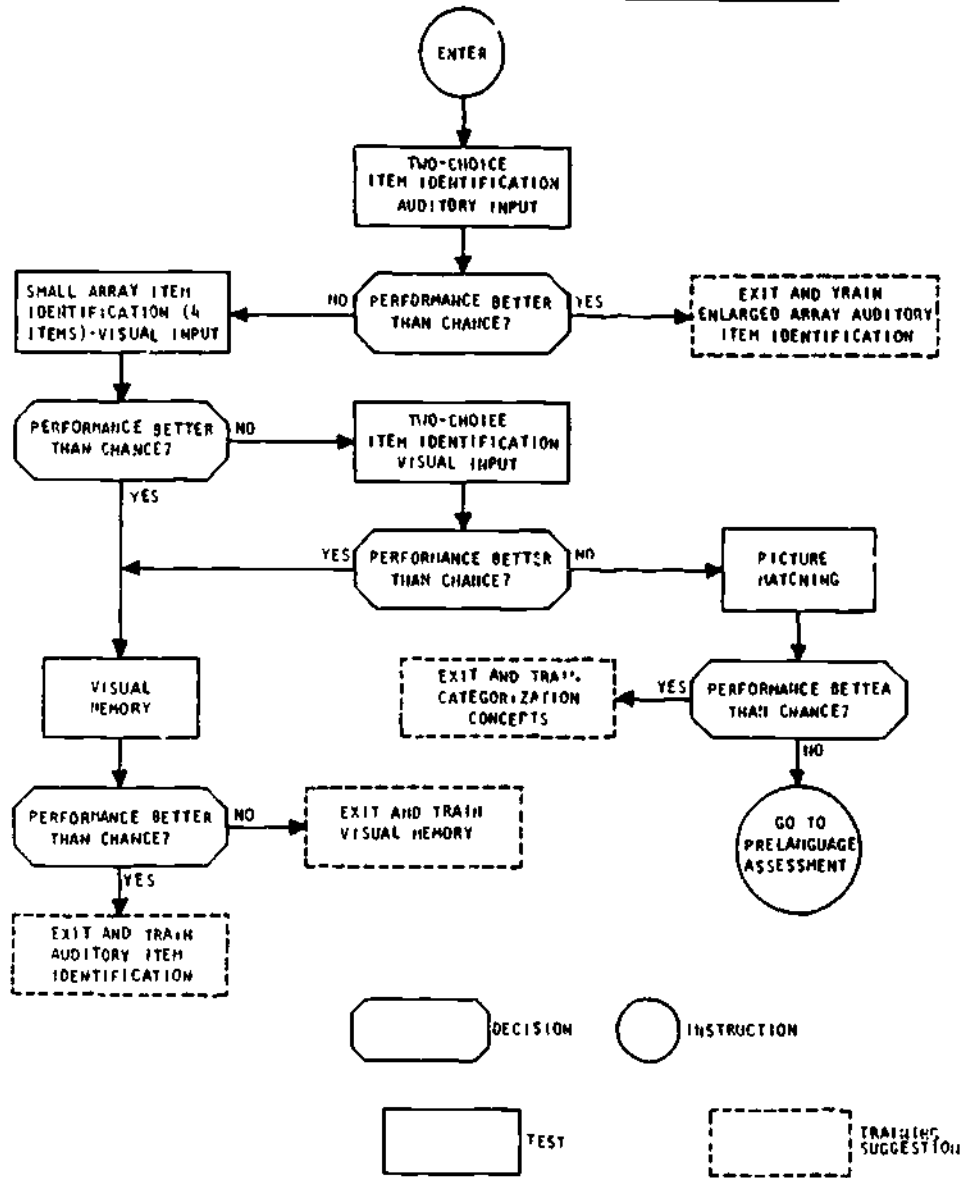 ENTER
TWO-CHOICE
ITEM IDENTIFICATION
AUDITORY INPUT
PERFORMANCE BETTER
THAN CHANCE?
NO
YES
SMALL ARRAY ITEM
IDENTIFICATION (4
ITEMS)-VISUAL INPUT
EXIT AND TRAIN
ENLARGED ARRAY AUDITORY
ITEM IDENTIFICATION
PERFORMANCE BETTER
THAN CHANCE?
NO
YES
TWO-CHOICE
ITEM IDENTIFICATION
VISUAL INPUT
PERFORMANCE BETTER
THAN CHANCE?
YES
NO
PICTURE
MATCHING
VISUAL
MEMORY
EXIT AND TRAIN
CATEGORIZATION
CONCEPTS
YES
PERFORMANCE BETTER
THAN CHANCE?
NO
PERFORMANCE BETTER
THAN CHANCE?
NO
YES
EXIT AND TRAIN
VISUAL MEMORY
GO TO
PRELANGUAGE
ASSESSMENT
EXIT AND TRAIN
AUDITORY ITEM
IDENTIFICATION
DECISION
INSTRUCTION
TEST
TRAINING
SUGGESTION